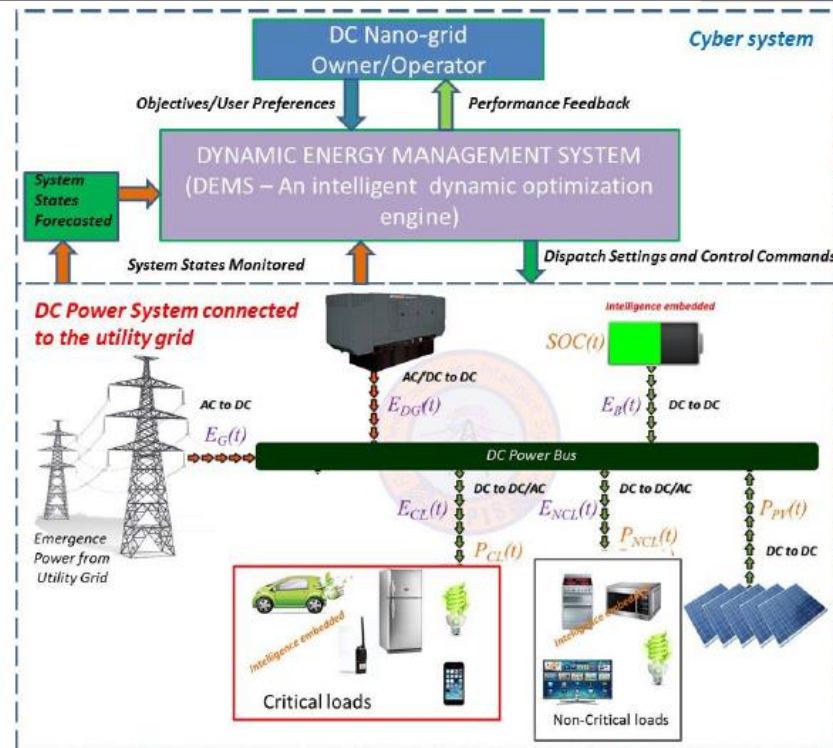 DC Nano-grid
Owner/Operator
Cyber system
Objectives/User Preferences
Performance Feedback
DYNAMIC ENERGY MANAGEMENT SYSTEM
(DEMS – An intelligent dynamic optimization
engine)
System
States
Forecasted
System States Monitored
Dispatch Settings and Control Commands
DC Power System connected
to the utility grid
Intelligence embedded
SOC(t)
AC/DC to DC
AC to DC
E_DG(t)
E_B(t)
DC to DC
E_G(t)
DC Power Bus
DC to DC/AC
DC to DC/AC
E_CL(t)
E_NCL(t)
P_PV(t)
P_CL(t)
P_NCL(t)
DC to DC
Emergence
Power from
Utility Grid
Intelligence embedded
Intelligence embedded
Critical loads
Non-Critical loads